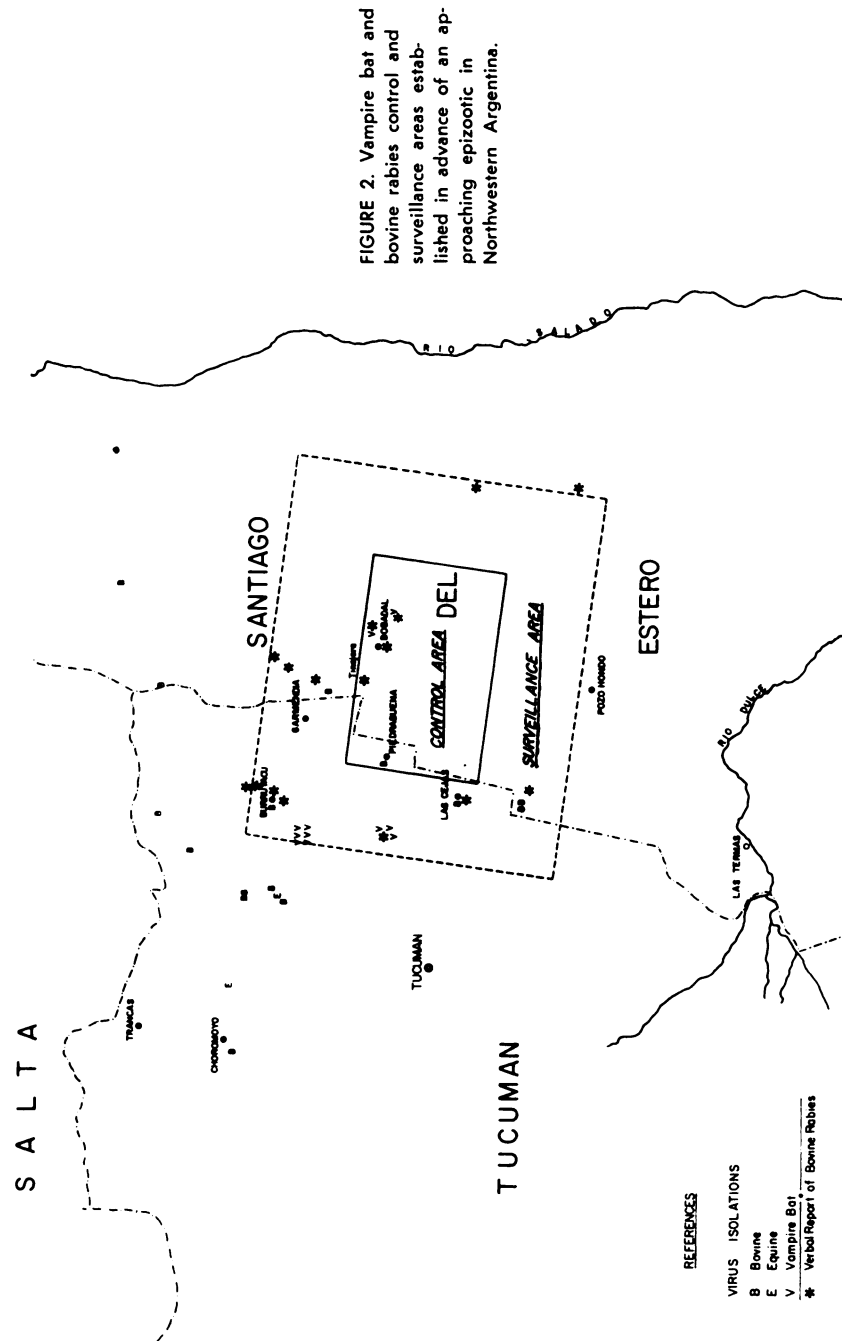 SALTA
TRANCAS
CHOROMOYO
BURRUYACU
GARMENDIA
SANTIAGO
Tacanas
PIEDRABUENA
BOBADAL
CONTROL AREA
DEL
TUCUMAN
LAS CEJAS
SURVEILLANCE AREA
RIO SALADO
TUCUMAN
POZO HONDO
ESTERO
LAS TERMAS
RIO DULCE
REFERENCES
VIRUS ISOLATIONS
B Bovine
E Equine
V Vampire Bat
* Verbal Report of Bovine Rabies
FIGURE 2. Vampire bat and
bovine rabies control and
surveillance areas estab-
lished in advance of an ap-
proaching epizootic in
Northwestern Argentina.